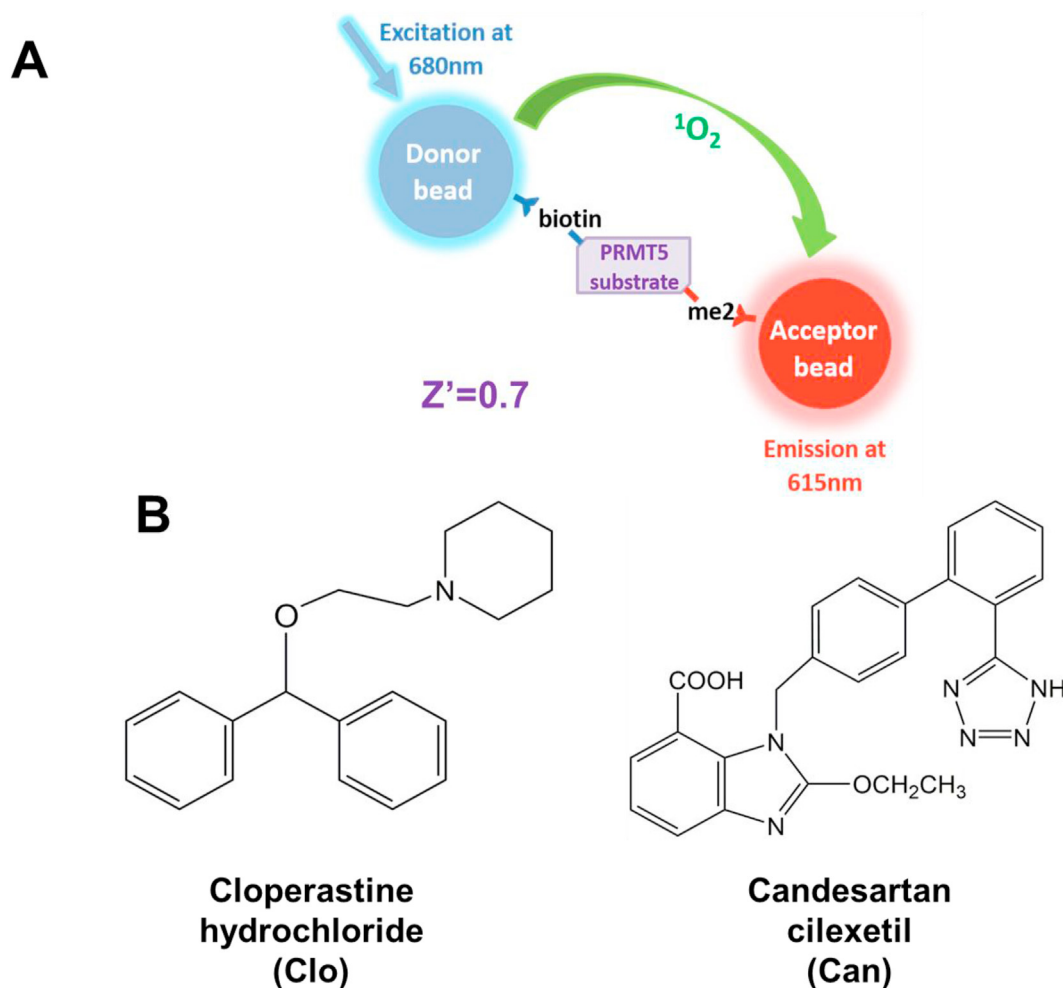 A
Excitation at
680nm
Donor
bead
¹O₂
biotin
PRMT5
substrate
me2
Acceptor
bead
Z’=0.7
Emission at
615nm
B
O
N
COOH
N
N
OCH₂CH₃
N
NH
N
N
Cloperastine
hydrochloride
(Clo)
Candesartan
cilexetil
(Can)